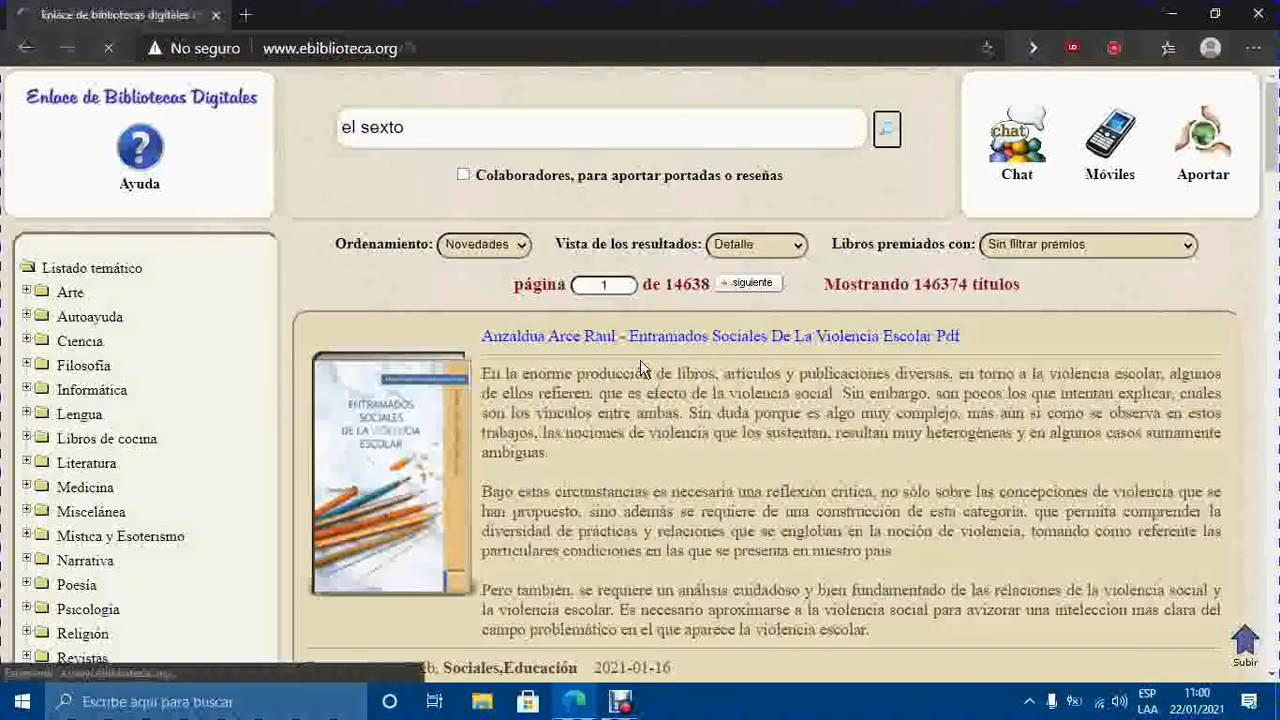 Enlace de bibliotecas digitales
No seguro
www.ebiblioteca.org
Enlace de Bibliotecas Digitales
Ayuda
el sexto
Colaboradores, para aportar portadas o reseñas
Chat
Móviles
Aportar
Ordenamiento: Novedades
Vista de los resultados: Detalle
Libros premiados con: Sin filtrar premios
página 1 de 14638 siguiente
Mostrando 146374 títulos
Listado temático
Arte
Autoayuda
Ciencia
Filosofía
Informática
Lengua
Libros de cocina
Literatura
Medicina
Miscelánea
Mística y Esoterismo
Narrativa
Poesía
Psicología
Religión
Revistas
Anzaldua Arce Raul - Entramados Sociales De La Violencia Escolar Pdf
ENTRAMADOS
SOCIALES
DE LA VIOLENCIA
ESCOLAR
En la enorme producción de libros, artículos y publicaciones diversas, en torno a la violencia escolar, algunos
de ellos refieren, que es efecto de la violencia social. Sin embargo, son pocos los que intentan explicar, cuáles
son los vínculos entre ambas. Sin duda porque es algo muy complejo, más aún si como se observa en estos
trabajos, las nociones de violencia que los sustentan, resultan muy heterogéneas y en algunos casos sumamente
ambiguas.
Bajo estas circunstancias es necesaria una reflexión crítica, no sólo sobre las concepciones de violencia que se
han propuesto, sino además se requiere de una construcción de esta categoría, que permita comprender la
diversidad de prácticas y relaciones que se engloban en la noción de violencia, tomando como referente las
particulares condiciones en las que se presenta en nuestro país
Pero también, se requiere un análisis cuidadoso y bien fundamentado de las relaciones de la violencia social y
la violencia escolar. Es necesario aproximarse a la violencia social para avizorar una intelección mas clara del
campo problemático en el que aparece la violencia escolar.
Sociales,Educación 2021-01-16
Subir
Escribe aquí para buscar
ESP
LAA
11:00
22/01/2021